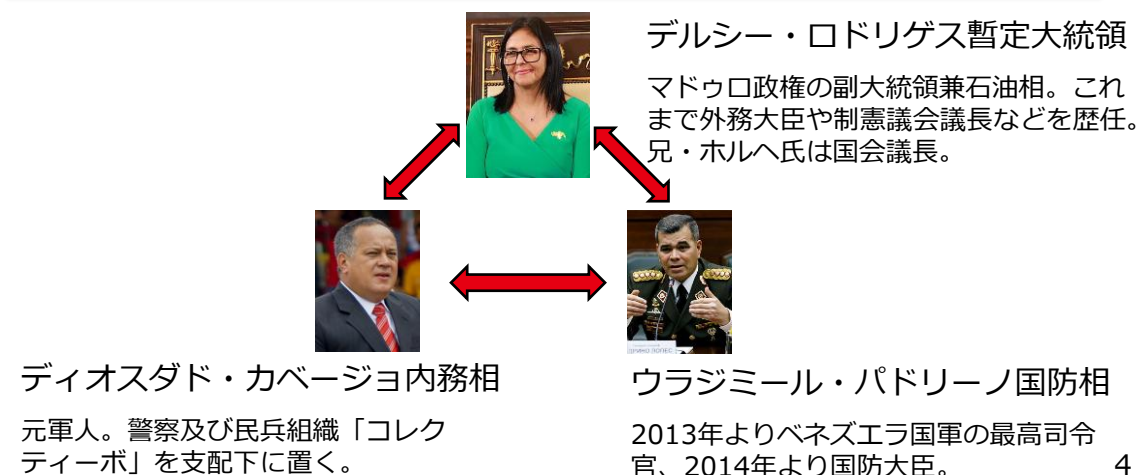 デルシー・ロドリゲス暫定大統領
マドゥロ政権の副大統領兼石油相。これ
まで外務大臣や制憲議会議長などを歴任。
兄・ホルヘ氏は国会議長。
ディオスダド・カベージョ内務相
元軍人。警察及び民兵組織「コレク
ティーボ」を支配下に置く。
ウラジミール・パドリーノ国防相
2013年よりベネズエラ国軍の最高司令
官、2014年より国防大臣。
4